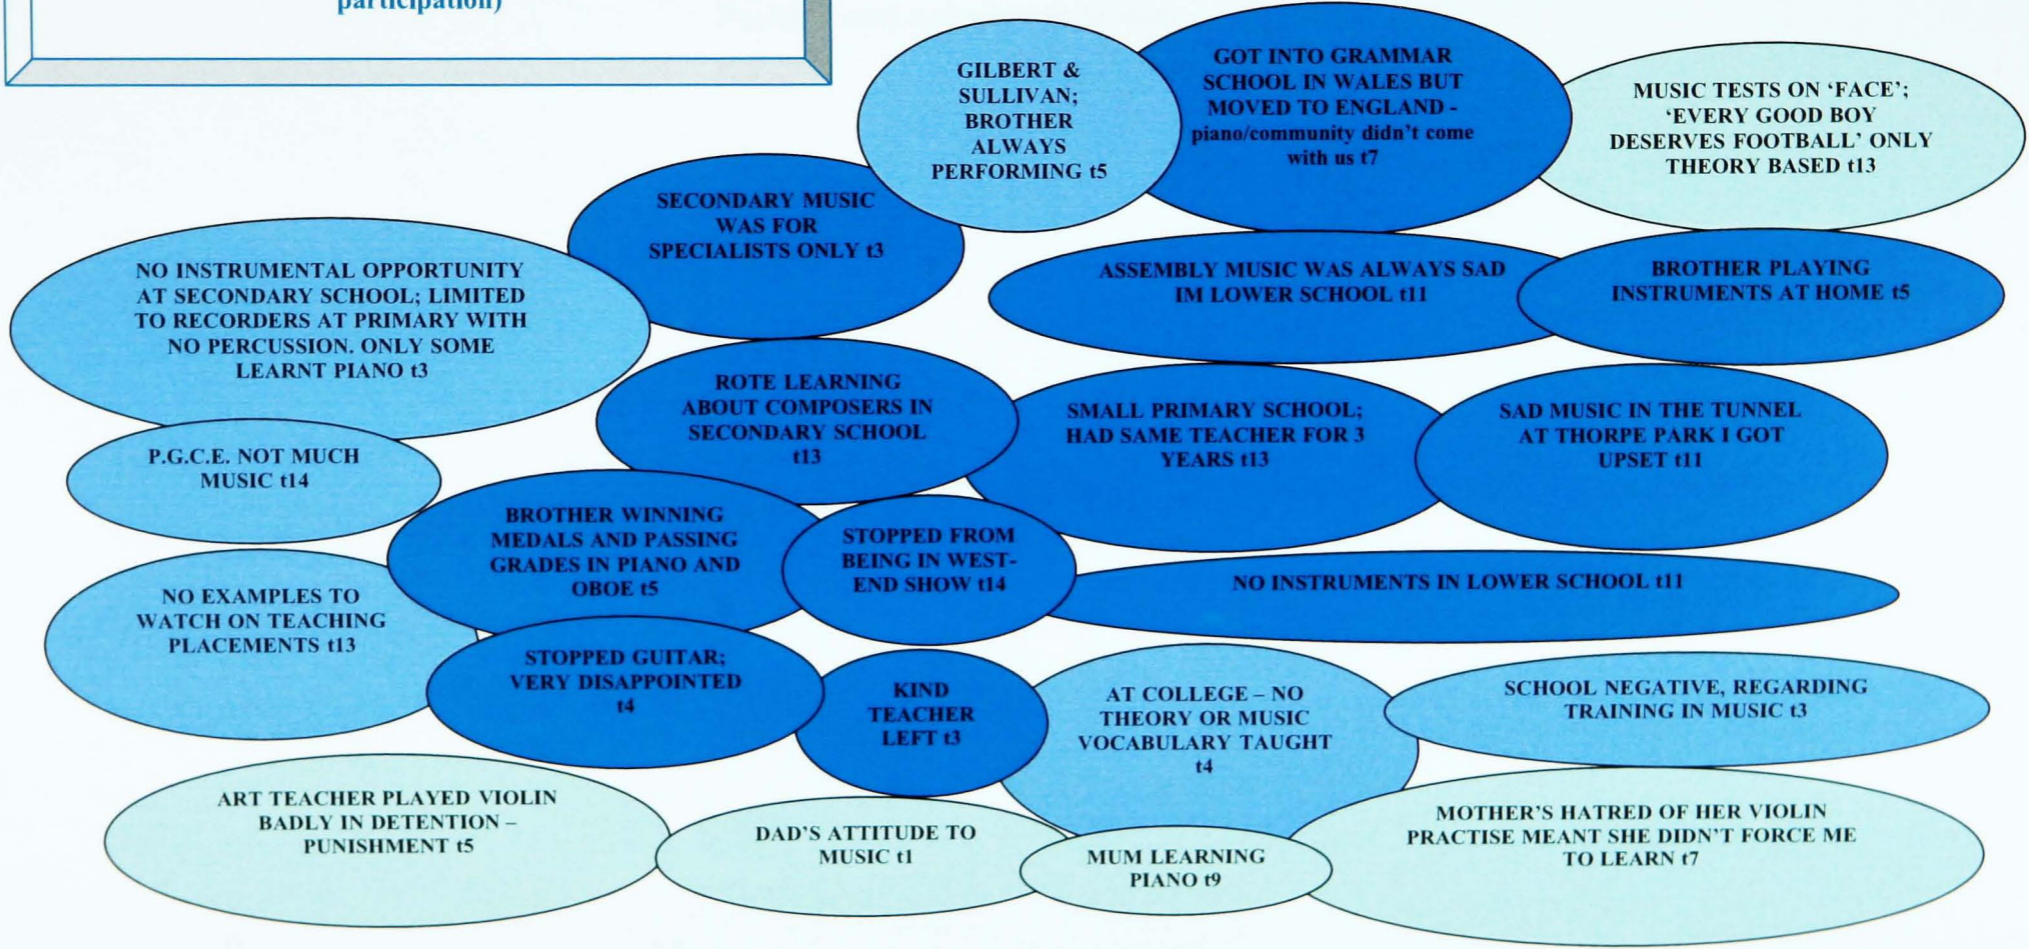 participation)
GILBERT &
SULLIVAN;
BROTHER
ALWAYS
PERFORMING t5
GOT INTO GRAMMAR
SCHOOL IN WALES BUT
MOVED TO ENGLAND -
piano/community didn't come
with us t7
MUSIC TESTS ON 'FACE';
'EVERY GOOD BOY
DESERVES FOOTBALL' ONLY
THEORY BASED t13
SECONDARY MUSIC
WAS FOR
SPECIALISTS ONLY t3
NO INSTRUMENTAL OPPORTUNITY
AT SECONDARY SCHOOL; LIMITED
TO RECORDERS AT PRIMARY WITH
NO PERCUSSION. ONLY SOME
LEARNT PIANO t3
ASSEMBLY MUSIC WAS ALWAYS SAD
IM LOWER SCHOOL t11
BROTHER PLAYING
INSTRUMENTS AT HOME t5
ROTE LEARNING
ABOUT COMPOSERS IN
SECONDARY SCHOOL
t13
SMALL PRIMARY SCHOOL;
HAD SAME TEACHER FOR 3
YEARS t13
SAD MUSIC IN THE TUNNEL
AT THORPE PARK I GOT
UPSET t11
P.G.C.E. NOT MUCH
MUSIC t14
BROTHER WINNING
MEDALS AND PASSING
GRADES IN PIANO AND
OBOE t5
STOPPED FROM
BEING IN WEST-
END SHOW t14
NO INSTRUMENTS IN LOWER SCHOOL t11
NO EXAMPLES TO
WATCH ON TEACHING
PLACEMENTS t13
STOPPED GUITAR;
VERY DISAPPOINTED
t4
KIND
TEACHER
LEFT t3
AT COLLEGE – NO
THEORY OR MUSIC
VOCABULARY TAUGHT
t4
SCHOOL NEGATIVE, REGARDING
TRAINING IN MUSIC t3
ART TEACHER PLAYED VIOLIN
BADLY IN DETENTION –
PUNISHMENT t5
DAD'S ATTITUDE TO
MUSIC t1
MUM LEARNING
PIANO t9
MOTHER'S HATRED OF HER VIOLIN
PRACTISE MEANT SHE DIDN'T FORCE ME
TO LEARN t7